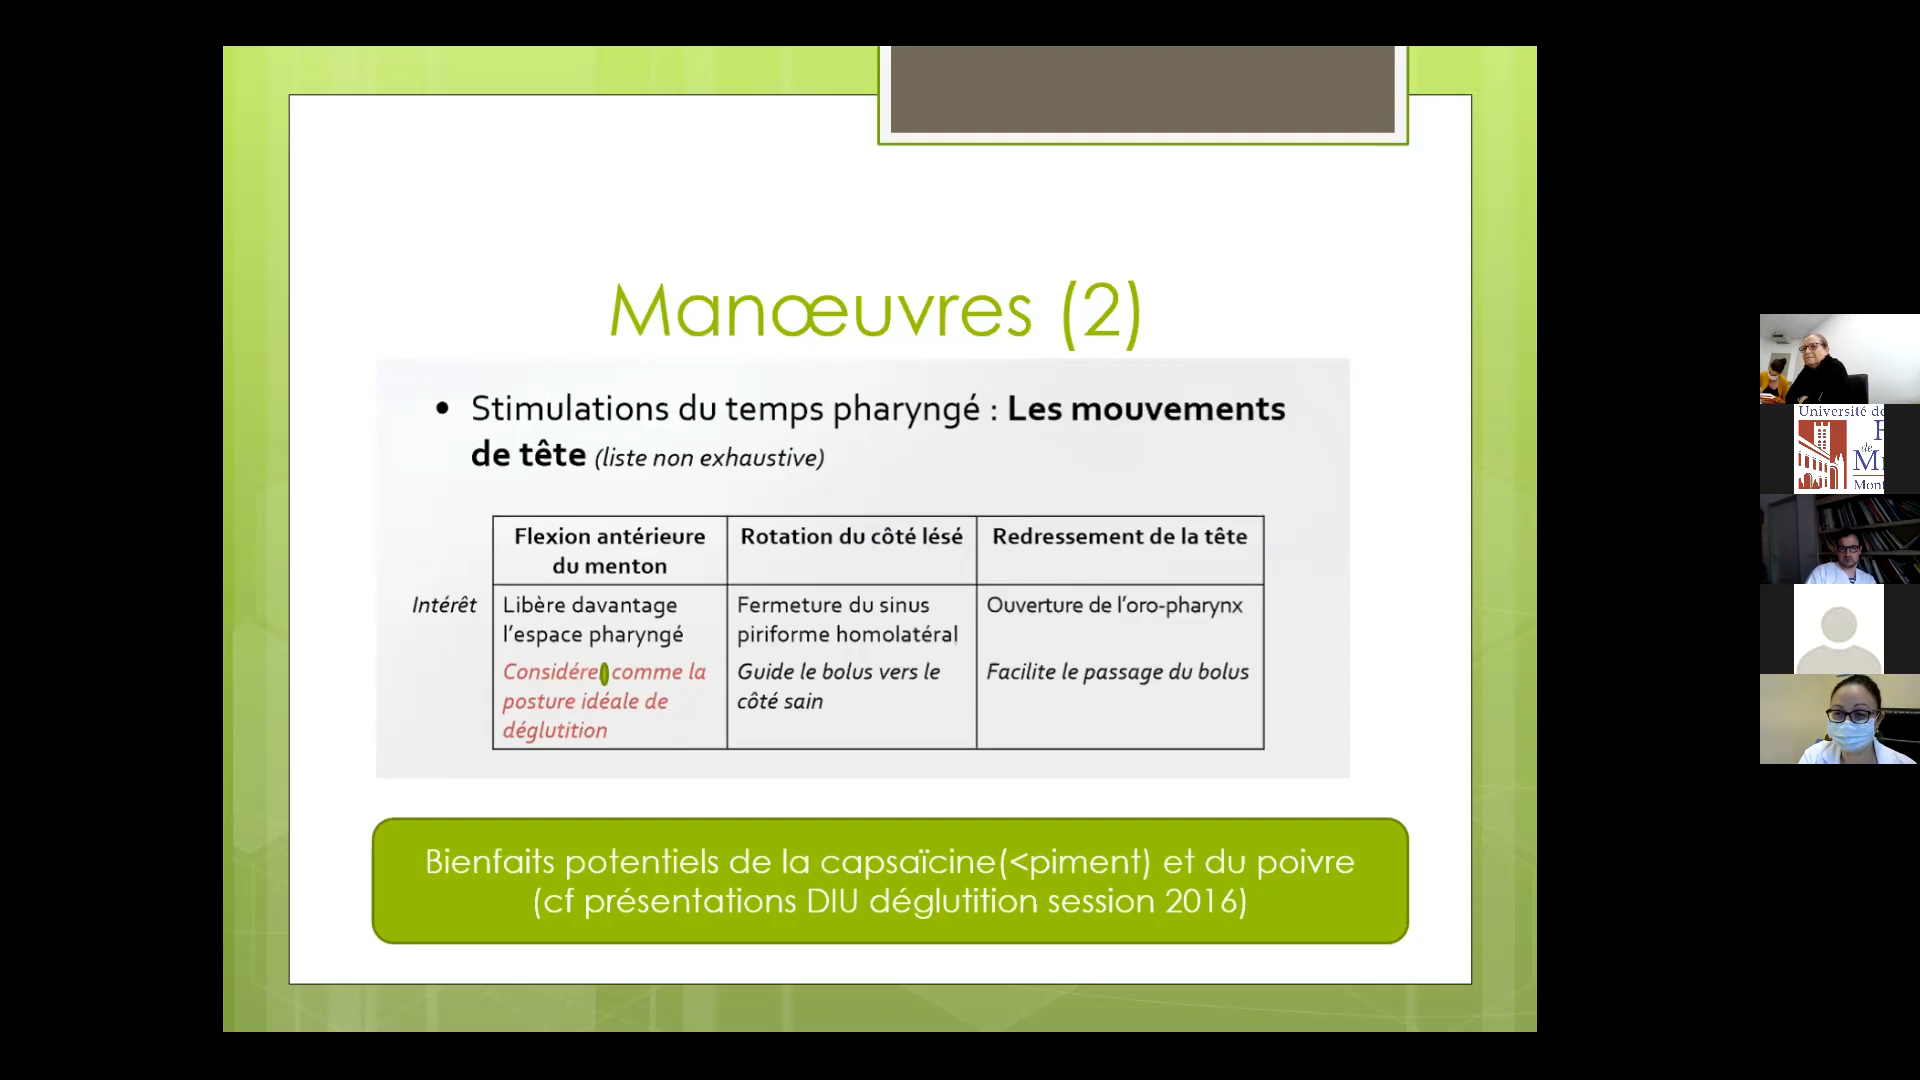 Manœuvres (2)
• Stimulations du temps pharyngé : Les mouvements
de tête (liste non exhaustive)
Flexion antérieure
du menton
Rotation du côté lésé
Redressement de la tête
Intérêt
Libère davantage
l'espace pharyngé
Considére comme la
posture idéale de
déglutition
Fermeture du sinus
piriforme homolatéral
Guide le bolus vers le
côté sain
Ouverture de l'oro-pharynx
Facilite le passage du bolus
Bienfaits potentiels de la capsaïcine(<piment) et du poivre
(cf présentations DIU déglutition session 2016)
Université
de
Mont